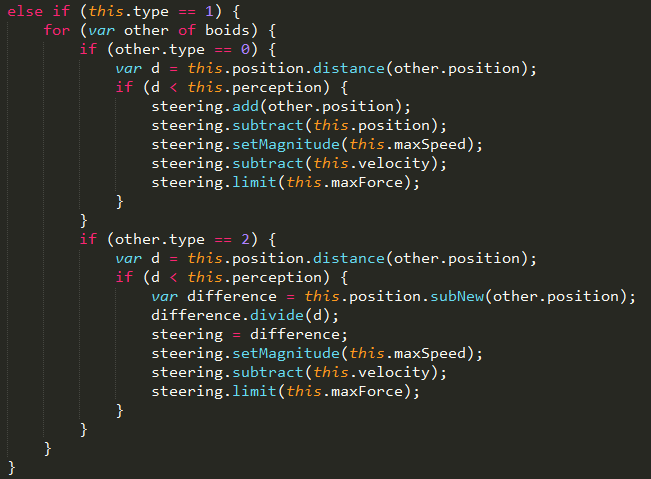 else if (this.type == 1) {
    for (var other of boids) {
        if (other.type == 0) {
            var d = this.position.distance(other.position);
            if (d < this.perception) {
                steering.add(other.position);
                steering.subtract(this.position);
                steering.setMagnitude(this.maxSpeed);
                steering.subtract(this.velocity);
                steering.limit(this.maxForce);
            }
        }
        if (other.type == 2) {
            var d = this.position.distance(other.position);
            if (d < this.perception) {
                var difference = this.position.subNew(other.position);
                difference.divide(d);
                steering = difference;
                steering.setMagnitude(this.maxSpeed);
                steering.subtract(this.velocity);
                steering.limit(this.maxForce);
            }
        }
    }
}